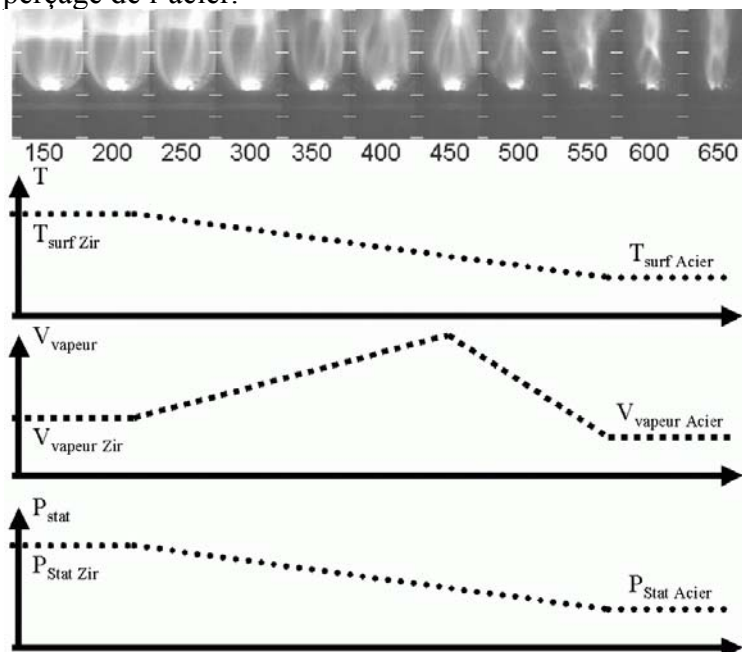 perçage de l'acier.
150 200 250 300 350 400 450 500 550 600 650
T
T surf Zir
T surf Acier
V vapeur
V vapeur Zir
V vapeur Acier
P stat
P Stat Zir
P Stat Acier